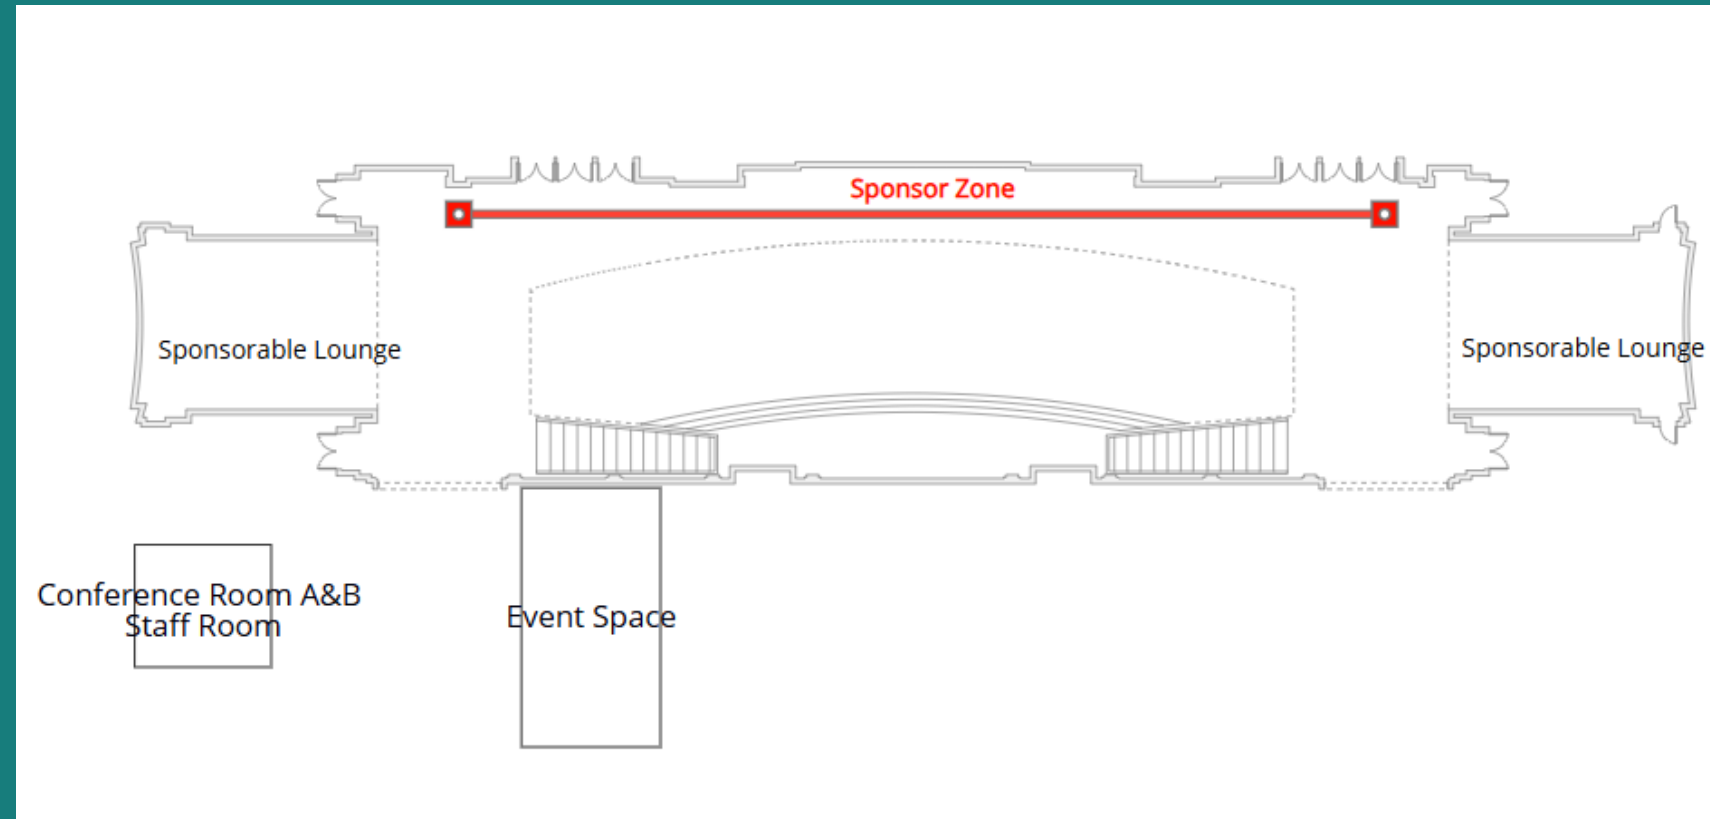 Sponsor Zone
Sponsorable Lounge
Sponsorable Lounge
Conference Room A&B
Staff Room
Event Space